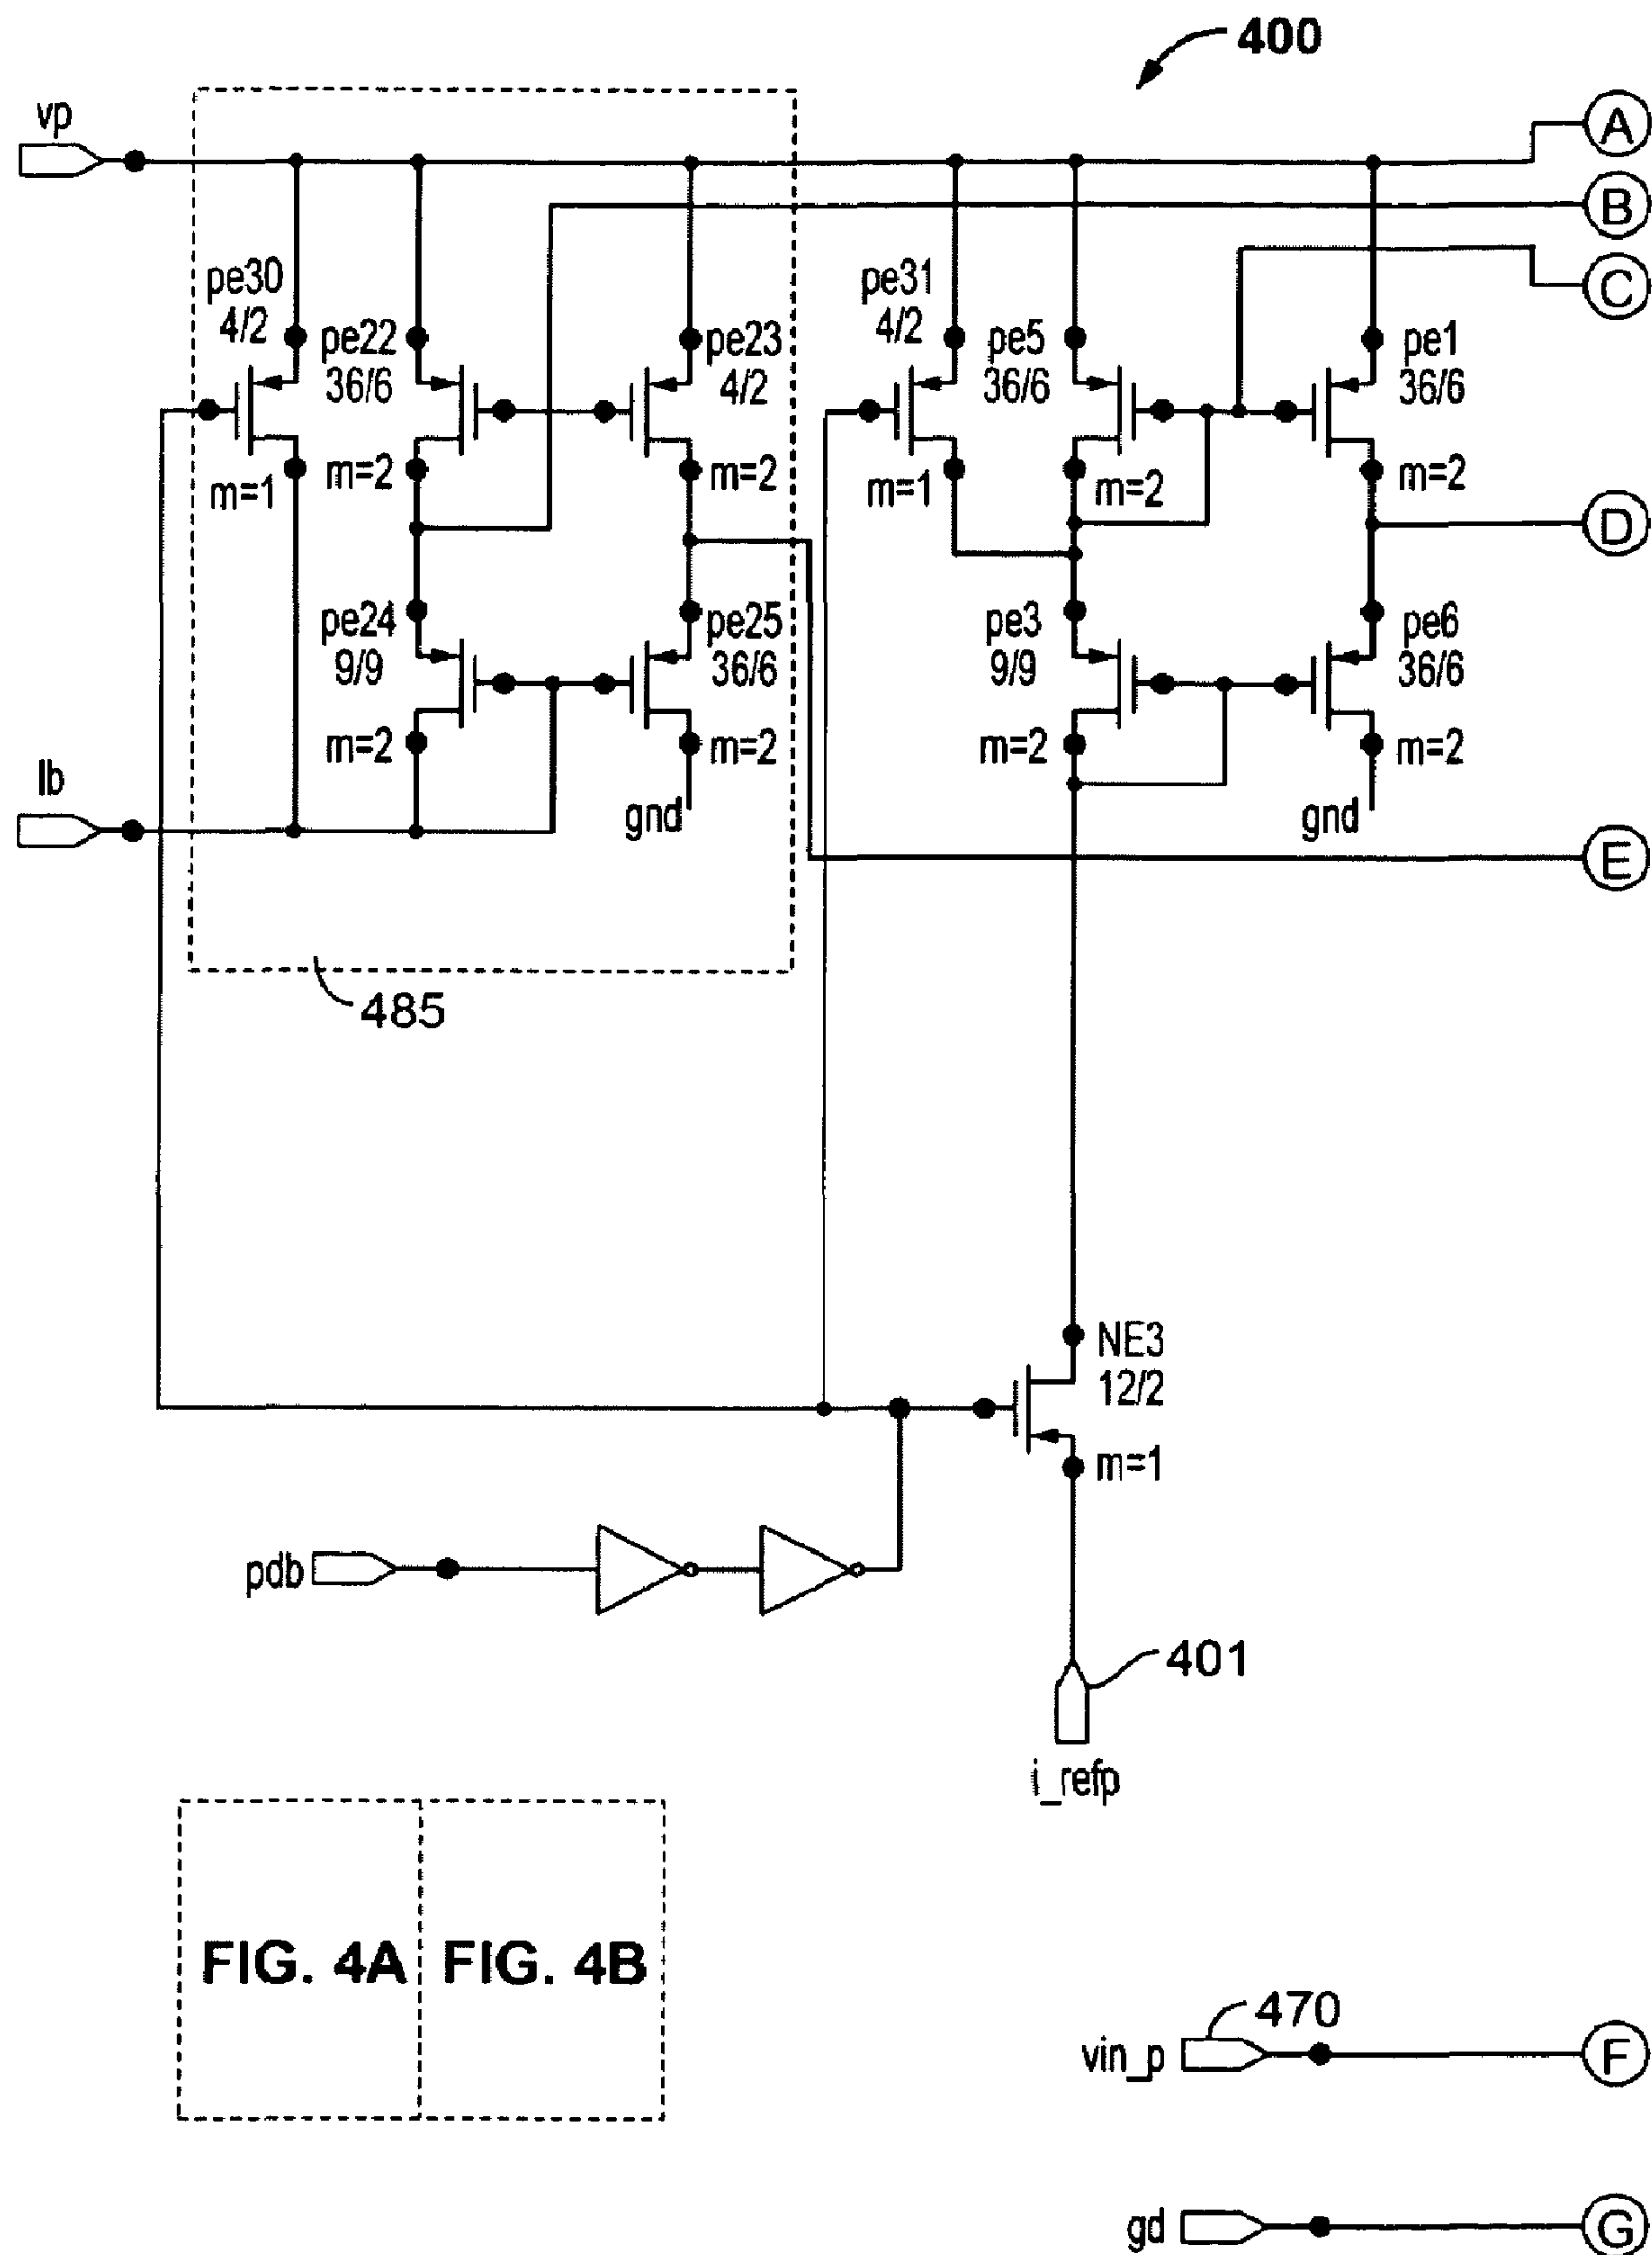 400
vp
A
B
C
pe30
4/2
m=1
pe22
36/6
m=2
pe23
4/2
m=2
pe31
4/2
m=1
pe5
36/6
m=2
pe1
36/6
m=2
D
pe24
9/9
m=2
pe25
36/6
m=2
gnd
pe3
9/9
m=2
pe6
36/6
m=2
gnd
Ib
E
485
NE3
12/2
m=1
pdb
401
i_refp
FIG. 4A
FIG. 4B
470
vin_p
F
gd
G